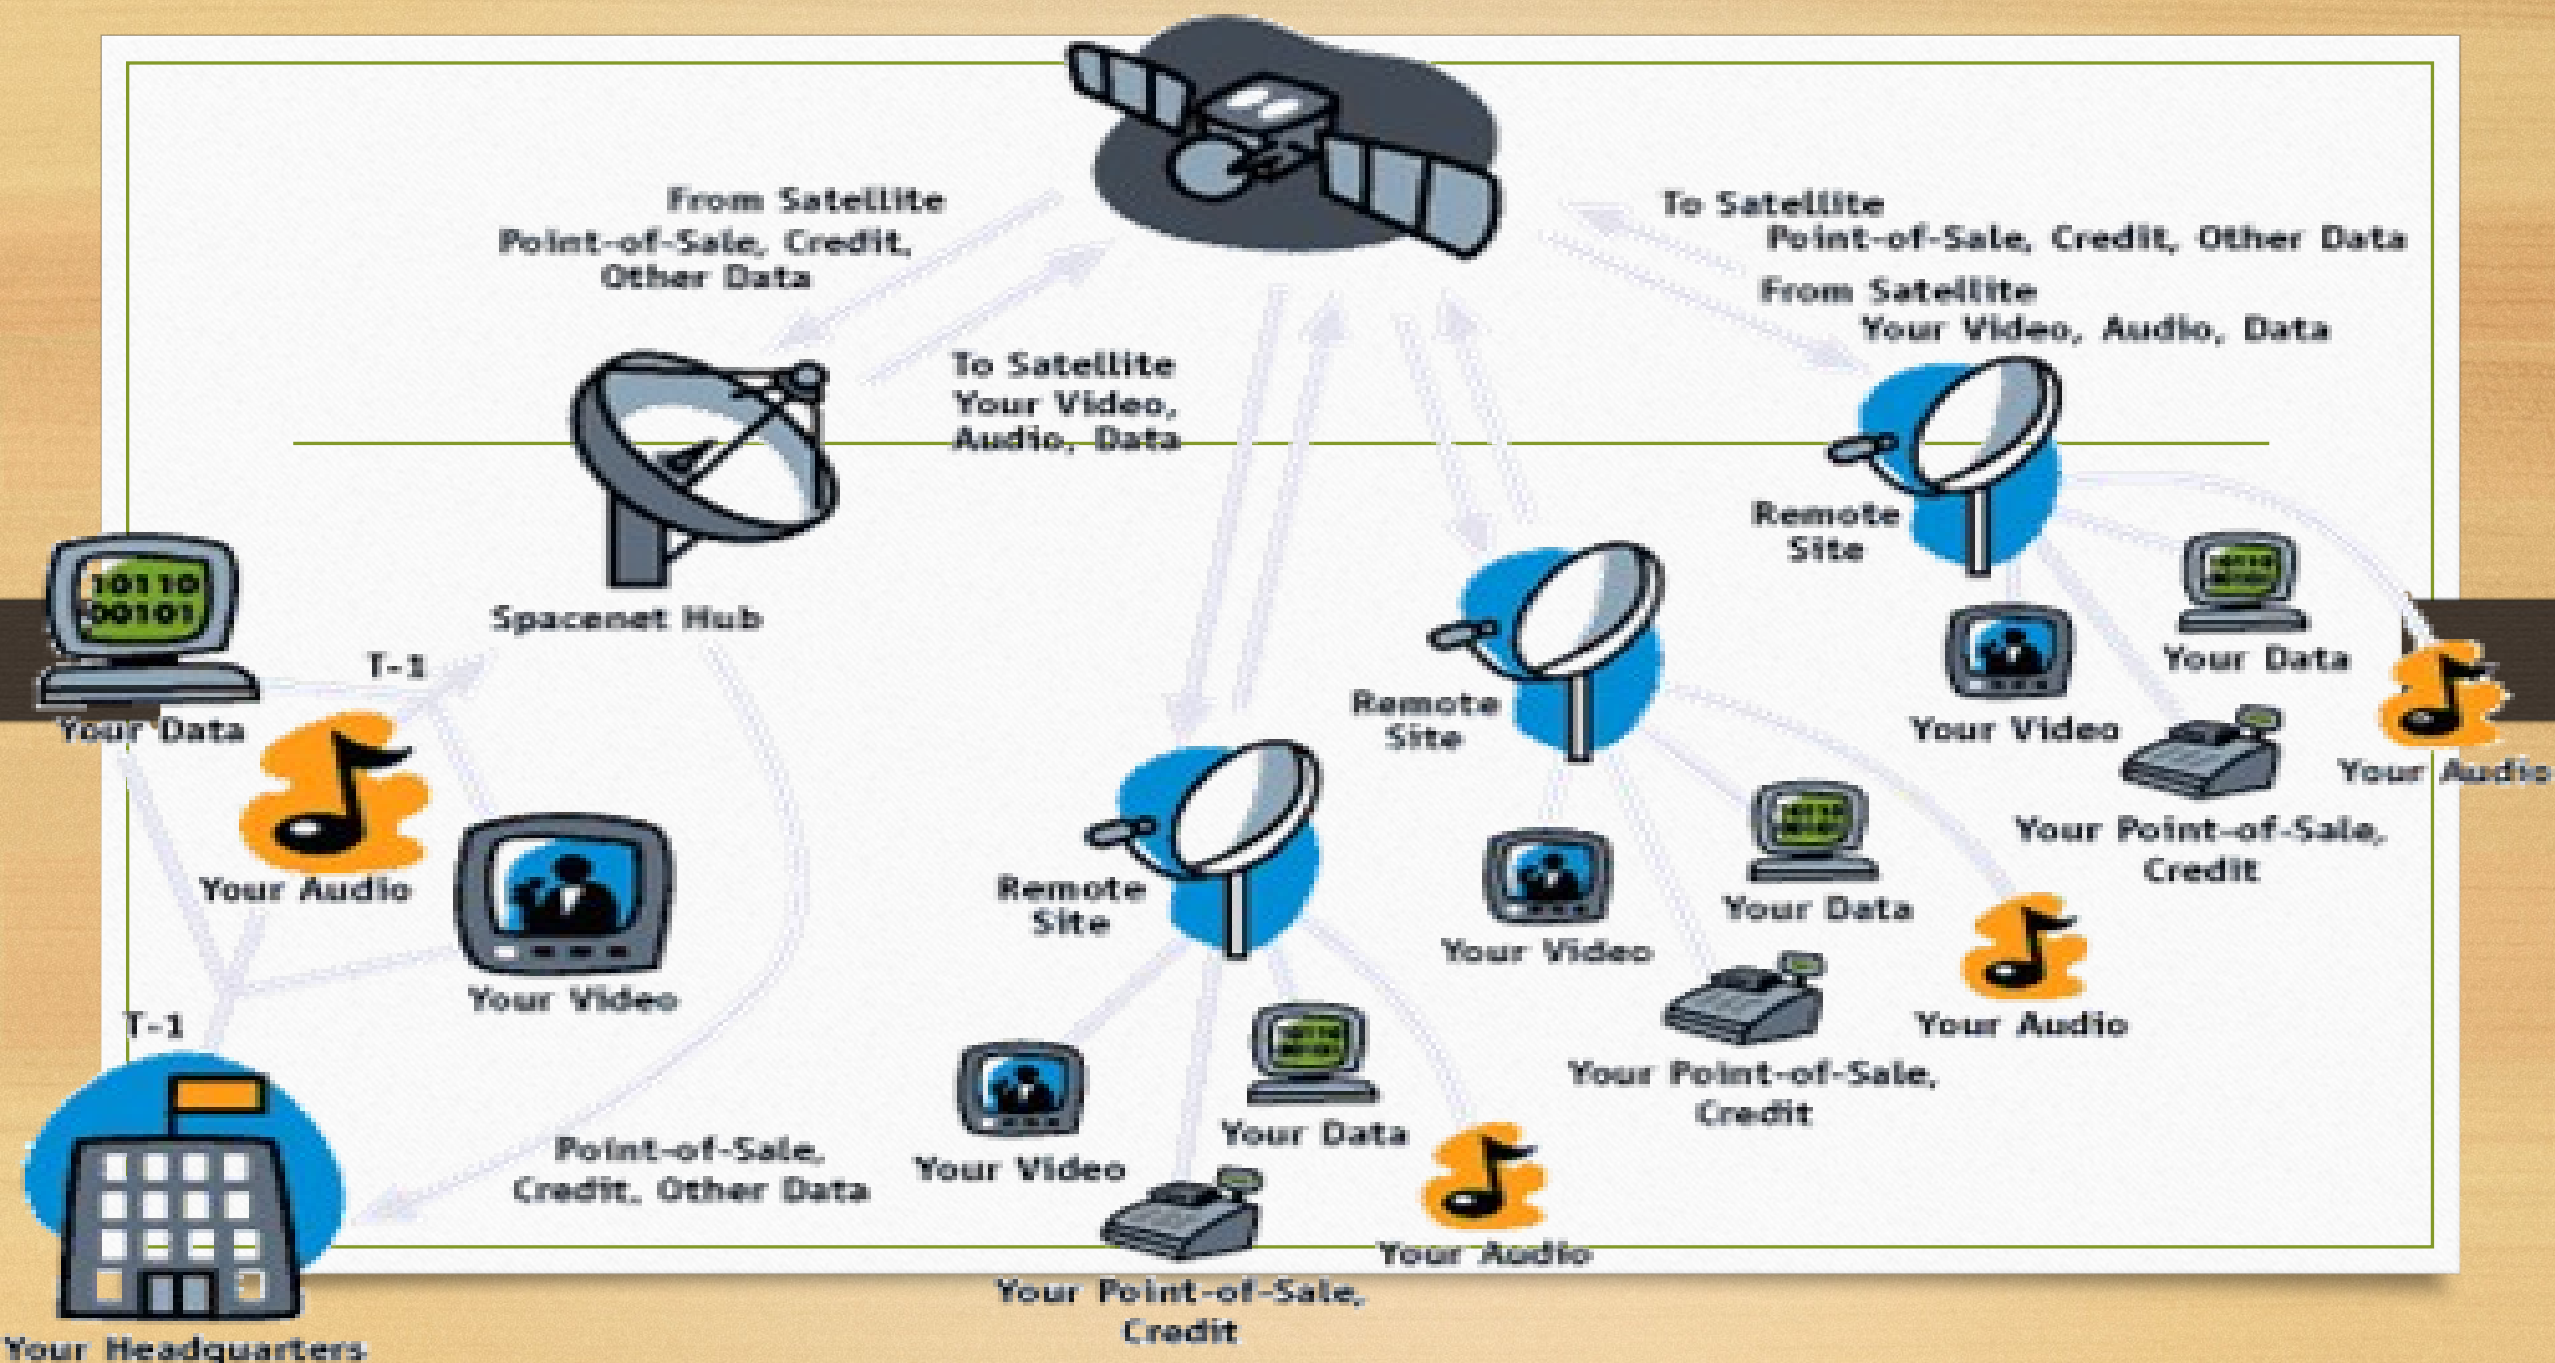 From Satellite
Point-of-Sale, Credit,
Other Data
To Satellite
Point-of-Sale, Credit, Other Data
From Satellite
Your Video, Audio, Data
To Satellite
Your Video,
Audio, Data
Spacenet Hub
10110
00101
Your Data
T-1
Your Audio
Your Video
T-1
Your Headquarters
Point-of-Sale,
Credit, Other Data
Remote
Site
Your Video
Your Data
Your Point-of-Sale,
Credit
Your Audio
Remote
Site
Your Video
Your Data
Your Point-of-Sale,
Credit
Your Audio
Remote
Site
Your Data
Your Video
Your Audio
Your Point-of-Sale,
Credit